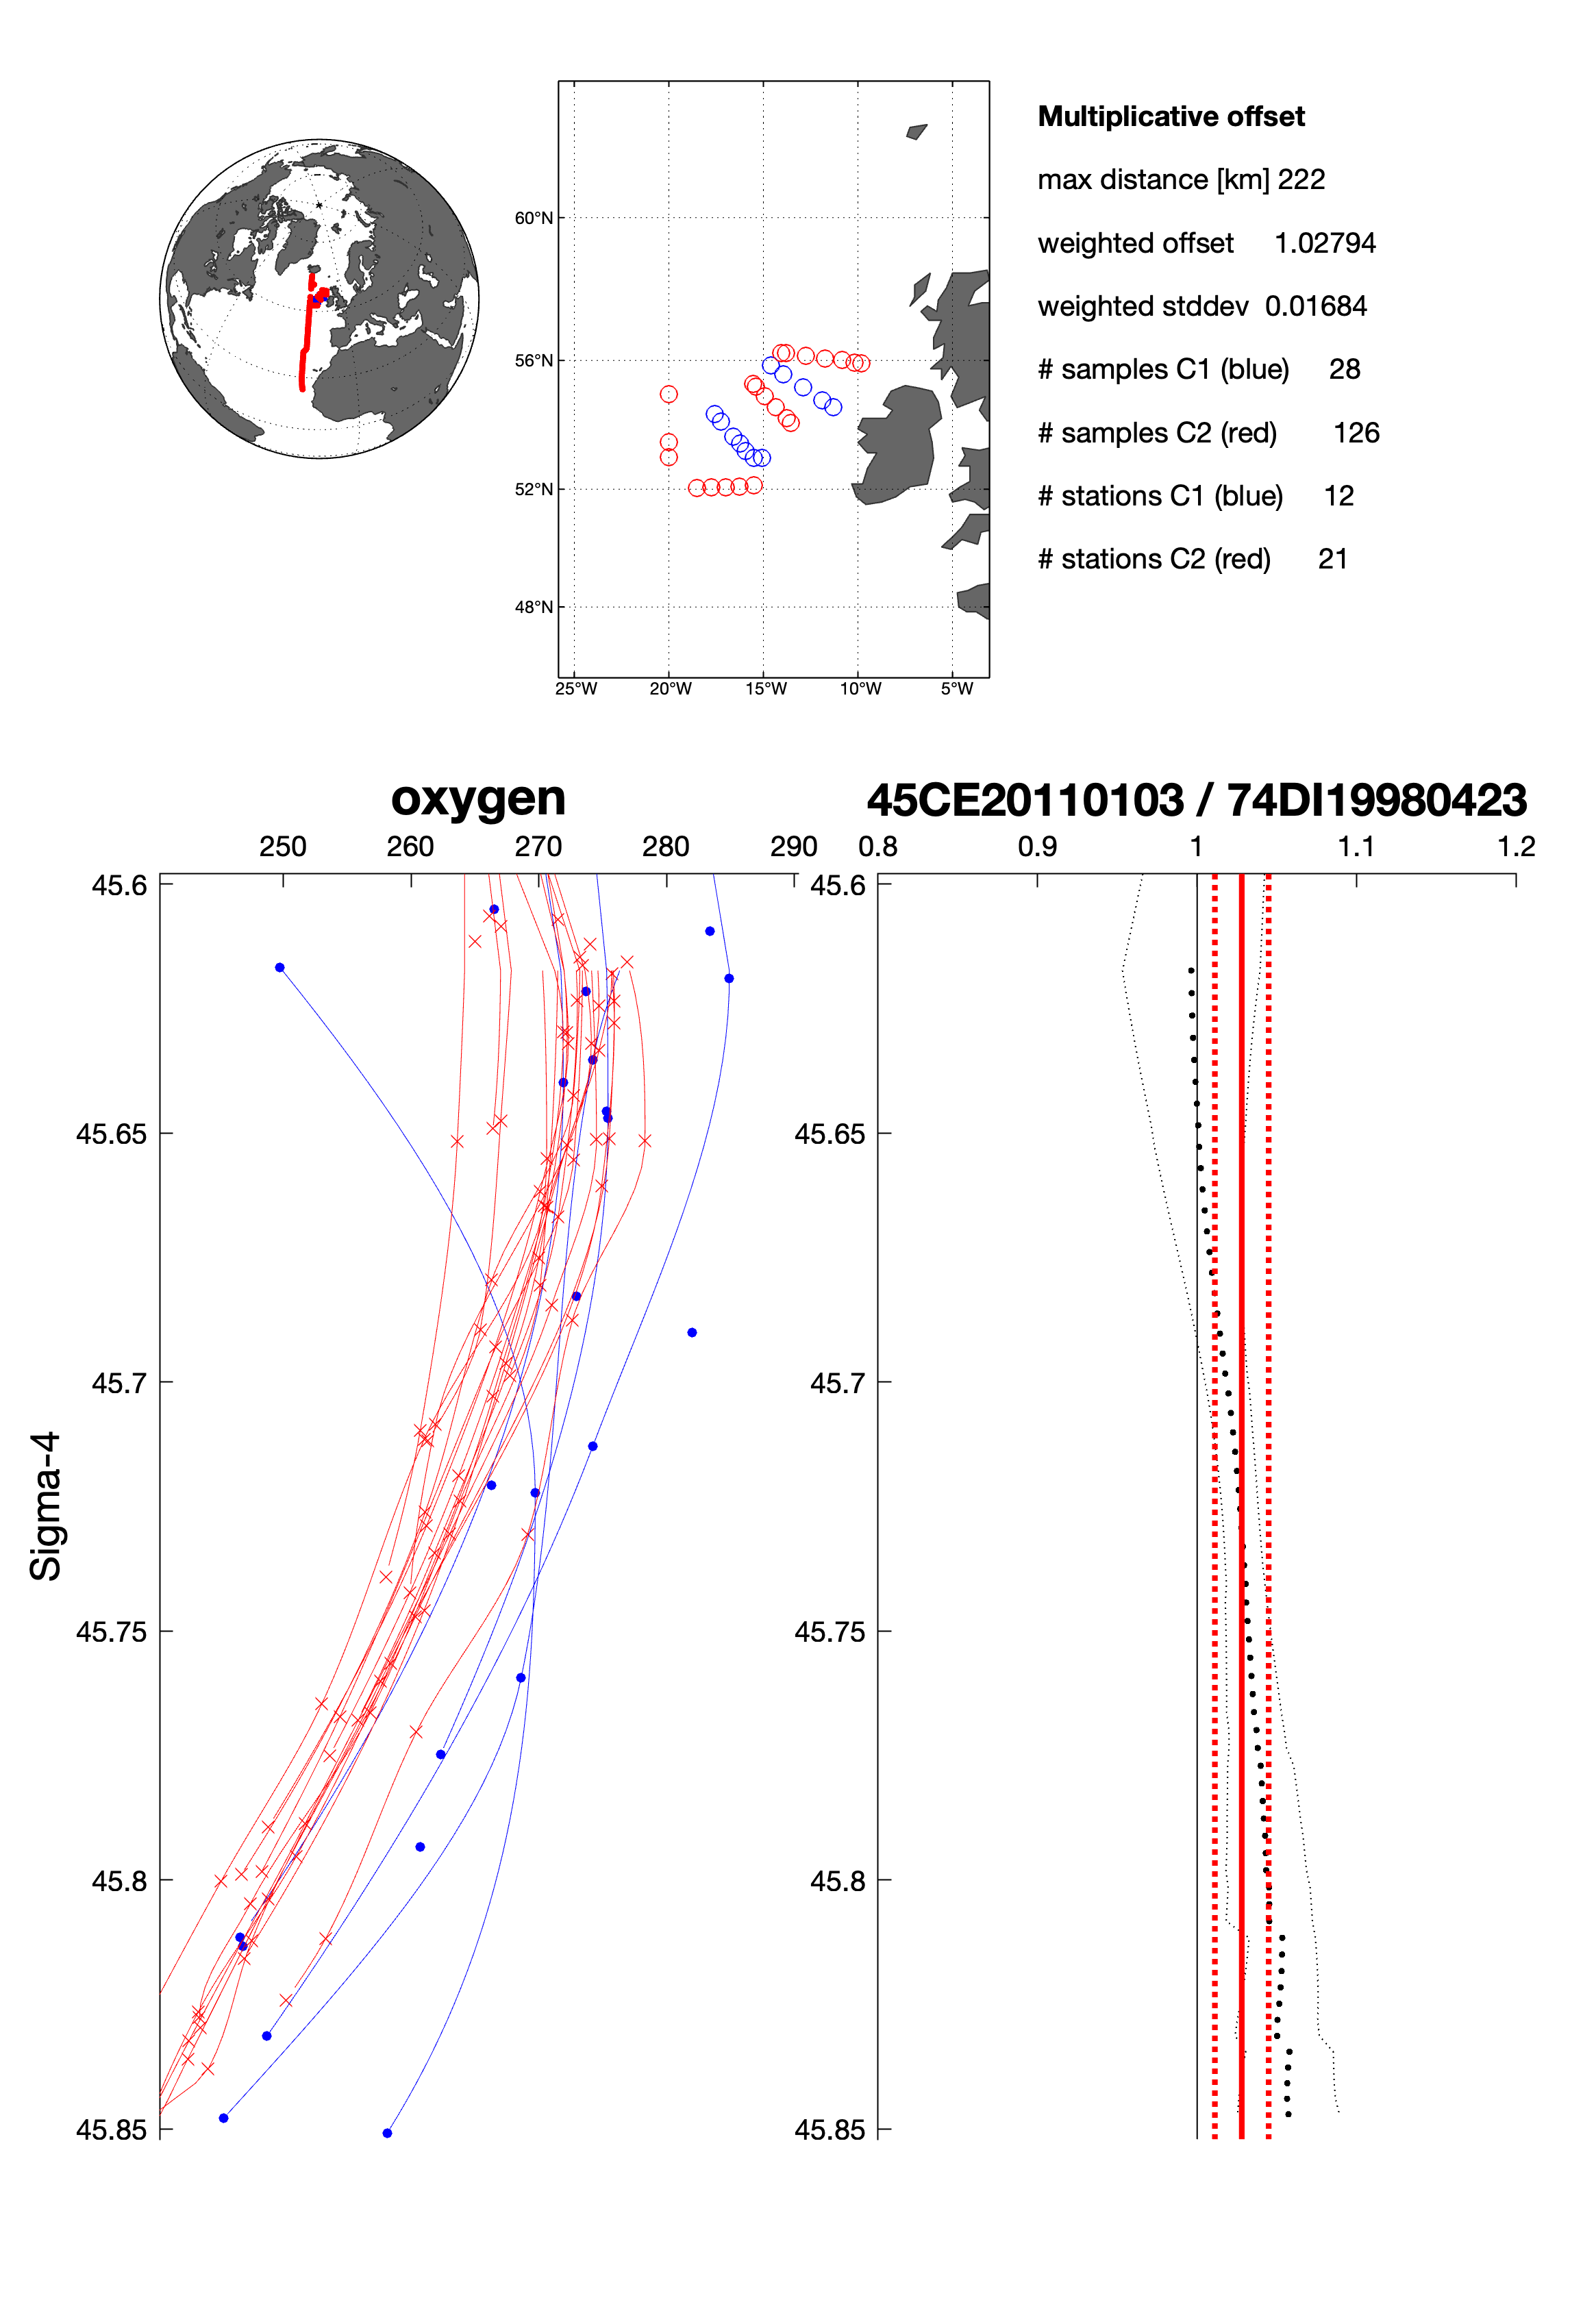 Multiplicative offset
max distance [km] 222
weighted offset 1.02794
weighted stddev 0.01684
# samples C1 (blue) 28
# samples C2 (red) 126
# stations C1 (blue) 12
# stations C2 (red) 21
60°N
56°N
52°N
48°N
25°W 20°W 15°W 10°W 5°W
oxygen
250 260 270 280 290
45.6
45.65
45.7
45.75
45.8
45.85
Sigma-4
45CE20110103 / 74DI19980423
0.8 0.9 1 1.1 1.2
45.6
45.65
45.7
45.75
45.8
45.85